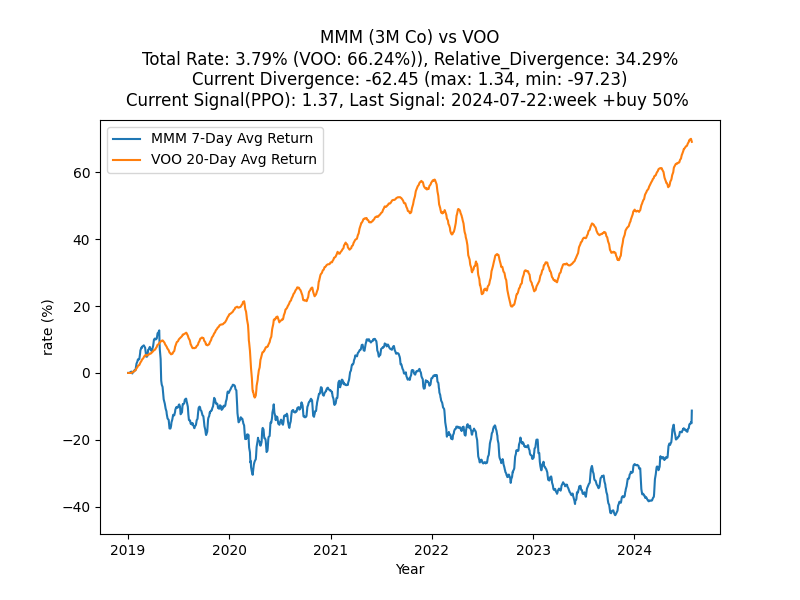 MMM (3M Co) vs VOO
Total Rate: 3.79% (VOO: 66.24%)), Relative_Divergence: 34.29%
Current Divergence: -62.45 (max: 1.34, min: -97.23)
Current Signal(PPO): 1.37, Last Signal: 2024-07-22:week +buy 50%
MMM 7-Day Avg Return
VOO 20-Day Avg Return
60
40
20
0
−20
−40
rate (%)
2019 2020 2021 2022 2023 2024
Year